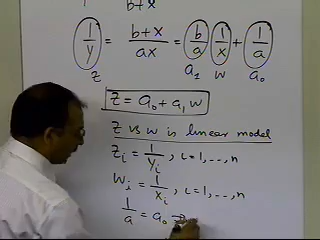 b+x
1/y = b+x/ax = b/a 1/x + 1/a
z a₁ w a₀
z = a₀ + a₁ w
z vs w is linear model
zᵢ = 1/yᵢ , i=1,...,n
wᵢ = 1/xᵢ , i=1,...,n
1/a = a₀ ⇒